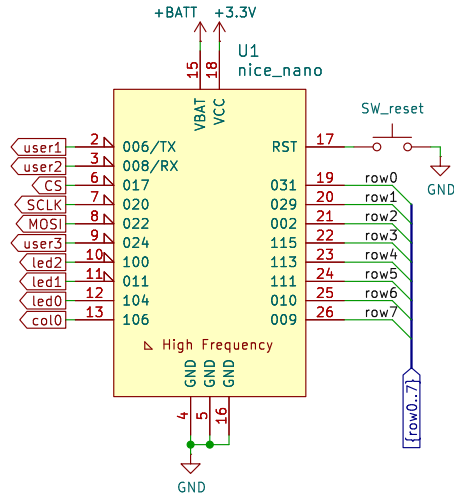 +BATT +3.3V
U1
nice_nano
15 18
VBAT VCC
SW_reset
user1 2 006/TX RST 17
GND
user2 3 008/RX
CS 6 017 031 19 row0
SCLK 7 020 029 20 row1
MOSI 8 022 002 21 row2
user3 9 024 115 22 row3
led2 10 100 113 23 row4
led1 11 011 111 24 row5
led0 12 104 010 25 row6
col0 13 106 009 26 row7
High Frequency
GND GND GND
4 5 16
{row0..7}
GND